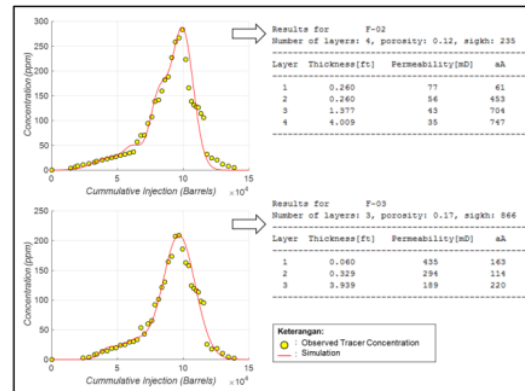 300
250
200
150
100
50
0
Concentration (ppm)
0
5
10
15
Cummulative Injection (Barrels)
× 10⁴
Results for F-02
Number of layers: 4, porosity: 0.12, sigkh: 235
Layer Thickness[ft] Permeability[mD] aA
1 0.260 77 61
2 0.260 56 453
3 1.377 43 704
4 4.009 35 747
250
200
150
100
50
0
Concentration (ppm)
0
5
10
15
Cummulative Injection (Barrels)
× 10⁴
Results for F-03
Number of layers: 3, porosity: 0.17, sigkh: 866
Layer Thickness[ft] Permeability[mD] aA
1 0.060 435 163
2 0.329 294 114
3 3.939 189 220
Keterangan:
: Observed Tracer Concentration
: Simulation